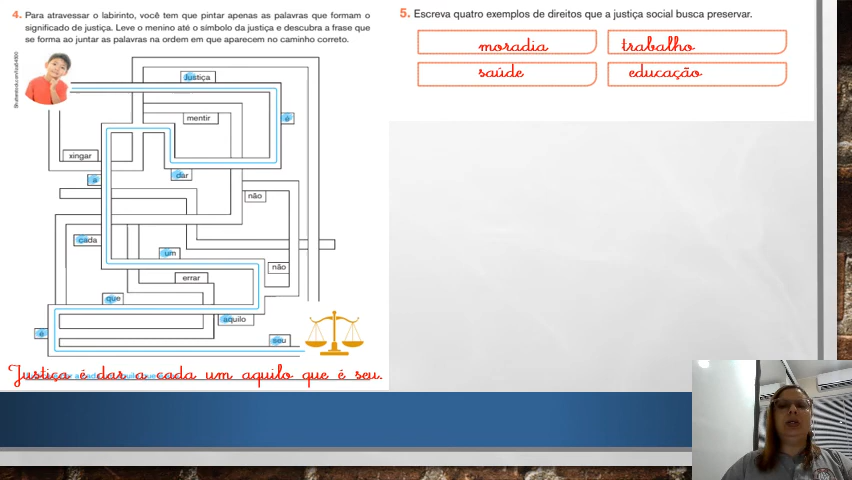 4. Para atravessar o labirinto, você tem que pintar apenas as palavras que formam o
significado de justiça. Leve o menino até o símbolo da justiça e descubra a frase que
se forma ao juntar as palavras na ordem em que aparecem no caminho correto.
Justiça
mentir
é
xingar
a
dar
não
cada
um
não
errar
que
aquilo
é
seu
Justiça é dar a cada um aquilo que é seu.
5. Escreva quatro exemplos de direitos que a justiça social busca preservar.
moradia
trabalho
saúde
educação